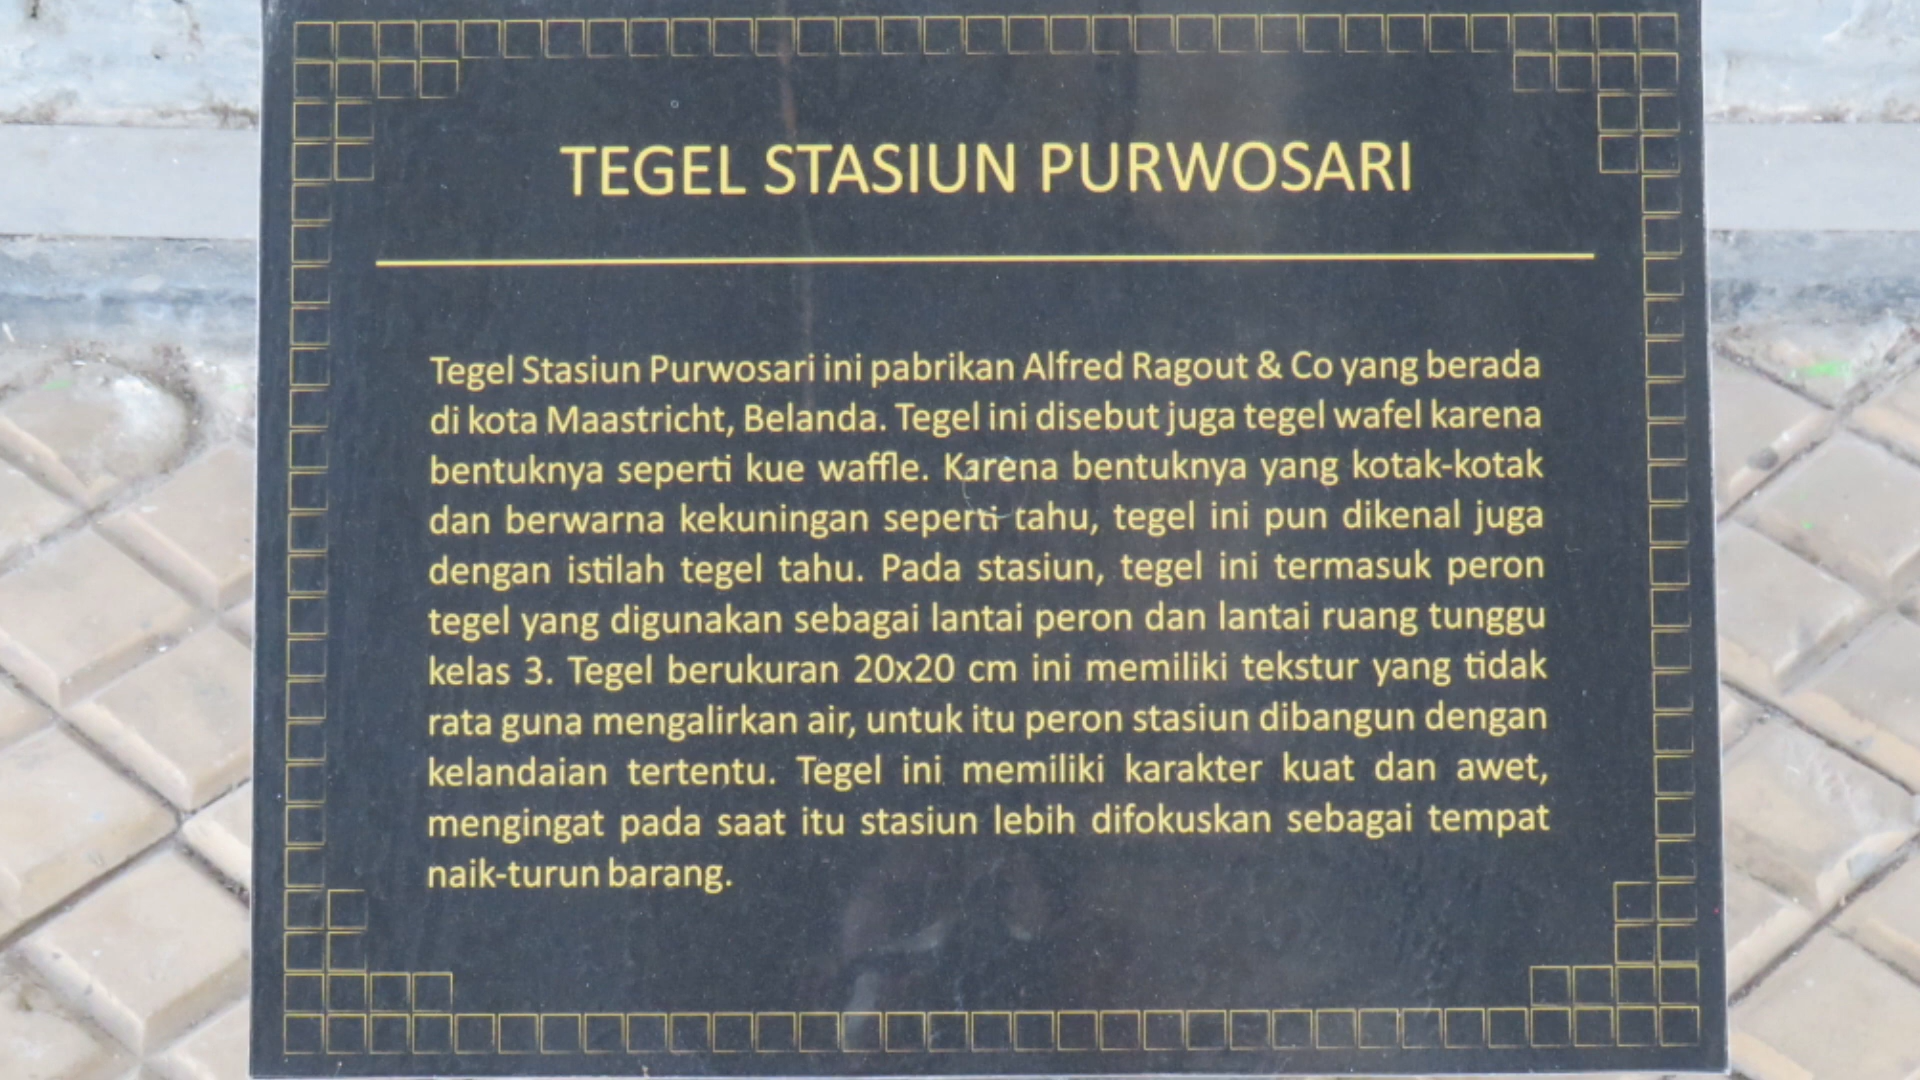 TEGEL STASIUN PURWOSARI
Tegel Stasiun Purwosari ini pabrikan Alfred Ragout & Co yang berada
di kota Maastricht, Belanda. Tegel ini disebut juga tegel wafel karena
bentuknya seperti kue waffle. Karena bentuknya yang kotak-kotak
dan berwarna kekuningan seperti tahu, tegel ini pun dikenal juga
dengan istilah tegel tahu. Pada stasiun, tegel ini termasuk peron
tegel yang digunakan sebagai lantai peron dan lantai ruang tunggu
kelas 3. Tegel berukuran 20x20 cm ini memiliki tekstur yang tidak
rata guna mengalirkan air, untuk itu peron stasiun dibangun dengan
kelandaian tertentu. Tegel ini memiliki karakter kuat dan awet,
mengingat pada saat itu stasiun lebih difokuskan sebagai tempat
naik-turun barang.